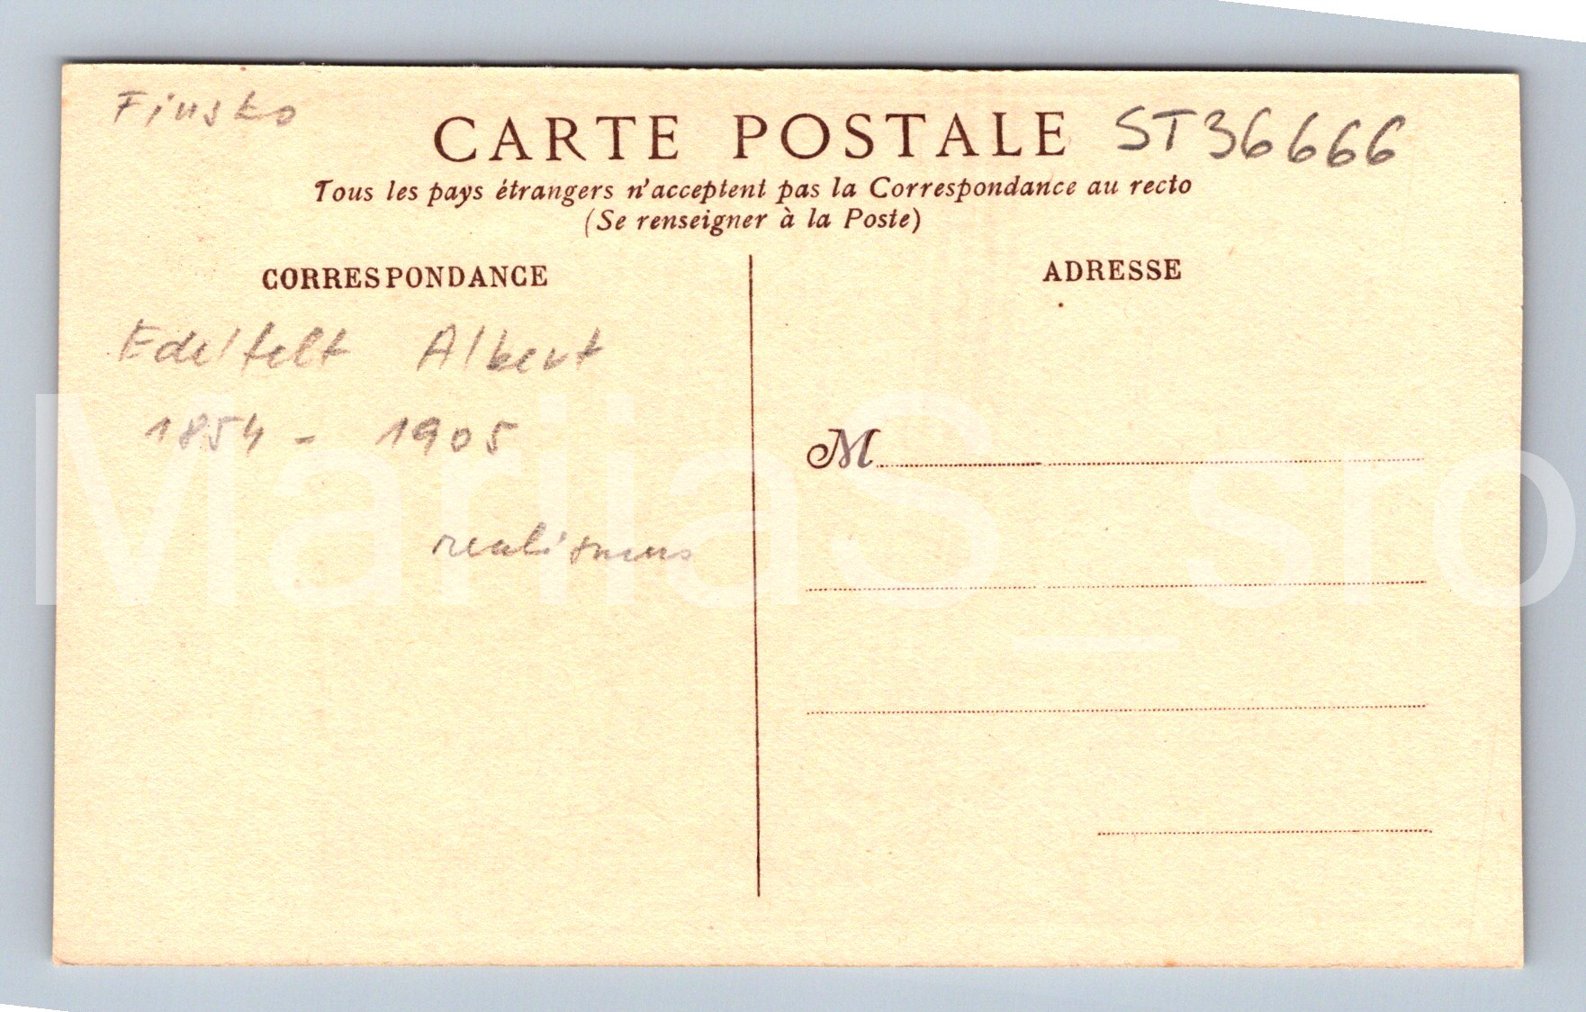 Finsko
CARTE POSTALE ST36666
Tous les pays étrangers n'acceptent pas la Correspondance au recto
(Se renseigner à la Poste)
CORRESPONDANCE
ADRESSE
Edelfelt Albert
1854 - 1905
M
realismus
Marilas_sro